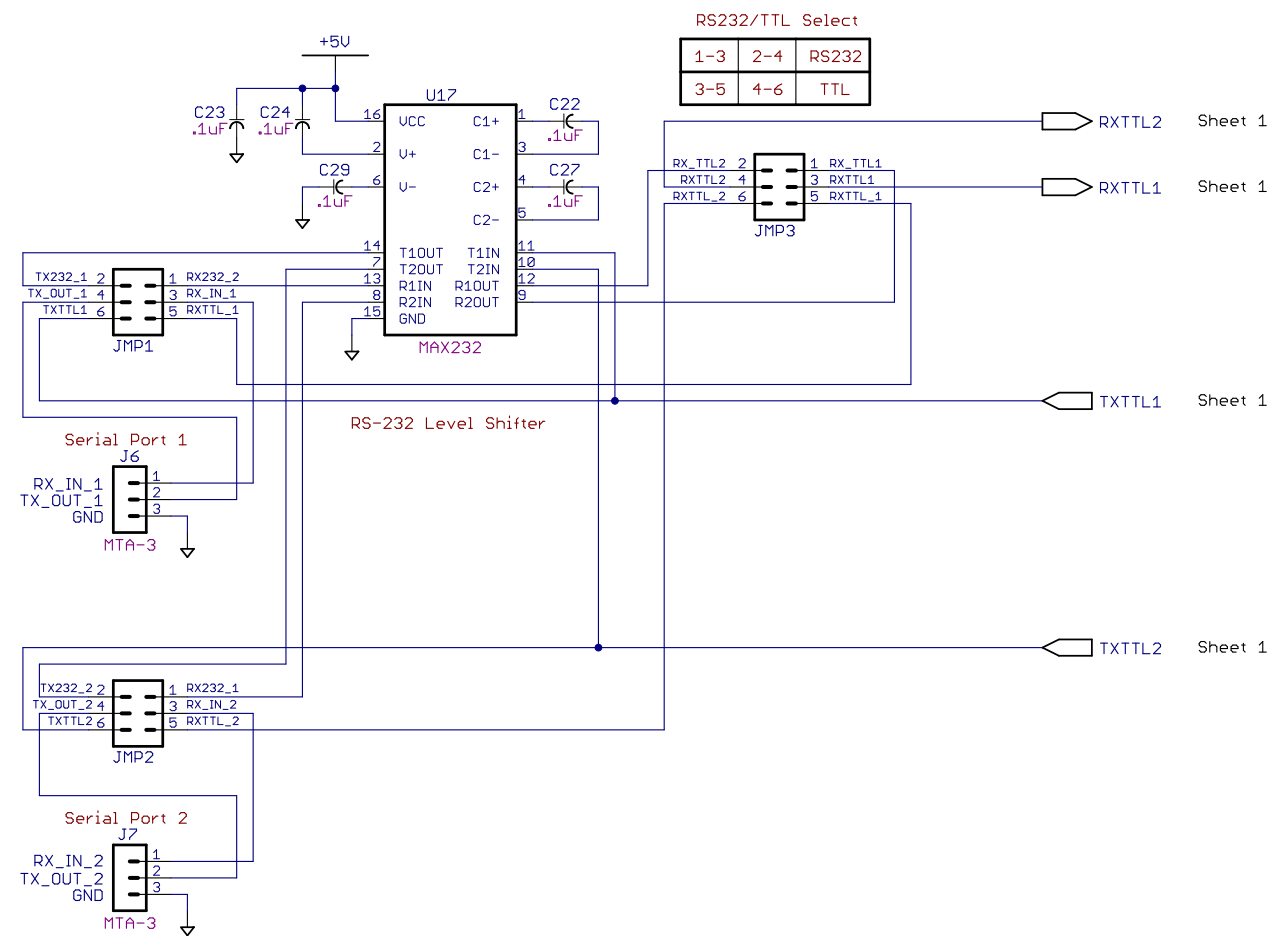 RS232/TTL Select
1-3 2-4 RS232
3-5 4-6 TTL
+5V
C23
.1uF
C24
.1uF
C29
.1uF
U17
16 VCC C1+ 1
2 V+ C1- 3
6 V- C2+ 4
C2- 5
14 T1OUT T1IN 11
7 T2OUT T2IN 10
13 R1IN R1OUT 12
8 R2IN R2OUT 9
15 GND
MAX232
C22
.1uF
C27
.1uF
RX_TTL2 2 1 RX_TTL1
RXTTL2 4 3 RXTTL1
RXTTL_2 6 5 RXTTL_1
JMP3
RXTTL2 Sheet 1
RXTTL1 Sheet 1
TX232_1 2 1 RX232_2
TX_OUT_1 4 3 RX_IN_1
TXTTL1 6 5 RXTTL_1
JMP1
TXTTL1 Sheet 1
RS-232 Level Shifter
Serial Port 1
J6
RX_IN_1 1
TX_OUT_1 2
GND 3
MTA-3
TXTTL2 Sheet 1
TX232_2 2 1 RX232_1
TX_OUT_2 4 3 RX_IN_2
TXTTL2 6 5 RXTTL_2
JMP2
Serial Port 2
J7
RX_IN_2 1
TX_OUT_2 2
GND 3
MTA-3